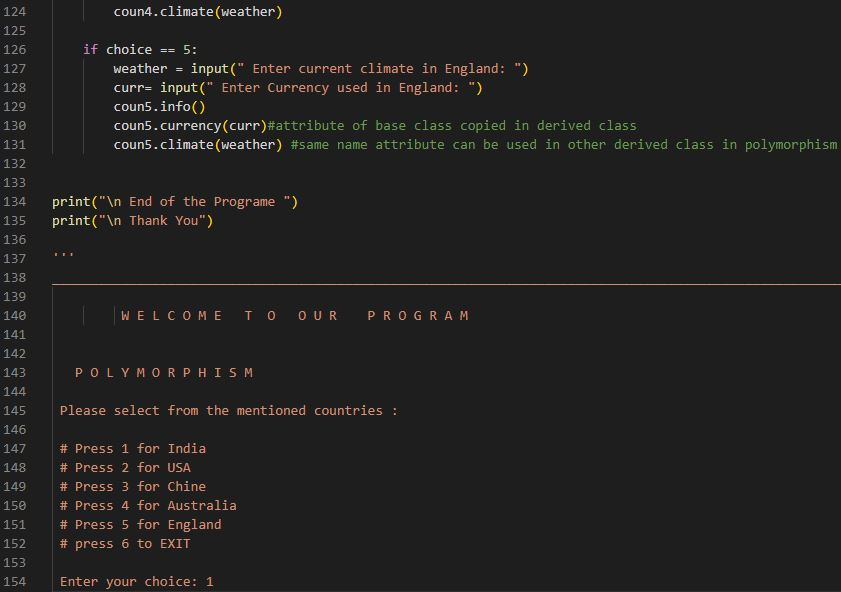 124 coun4.climate(weather)
125
126 if choice == 5:
127 weather = input(" Enter current climate in England: ")
128 curr= input(" Enter Currency used in England: ")
129 coun5.info()
130 coun5.currency(curr)#attribute of base class copied in derived class
131 coun5.climate(weather) #same name attribute can be used in other derived class in polymorphism
132
133
134 print("\n End of the Programe ")
135 print("\n Thank You")
136
137 '''
138 ________________________________________________________________________________
139
140 W E L C O M E   T O   O U R   P R O G R A M
141
142
143 P O L Y M O R P H I S M
144
145 Please select from the mentioned countries :
146
147 # Press 1 for India
148 # Press 2 for USA
149 # Press 3 for Chine
150 # Press 4 for Australia
151 # Press 5 for England
152 # press 6 to EXIT
153
154 Enter your choice: 1